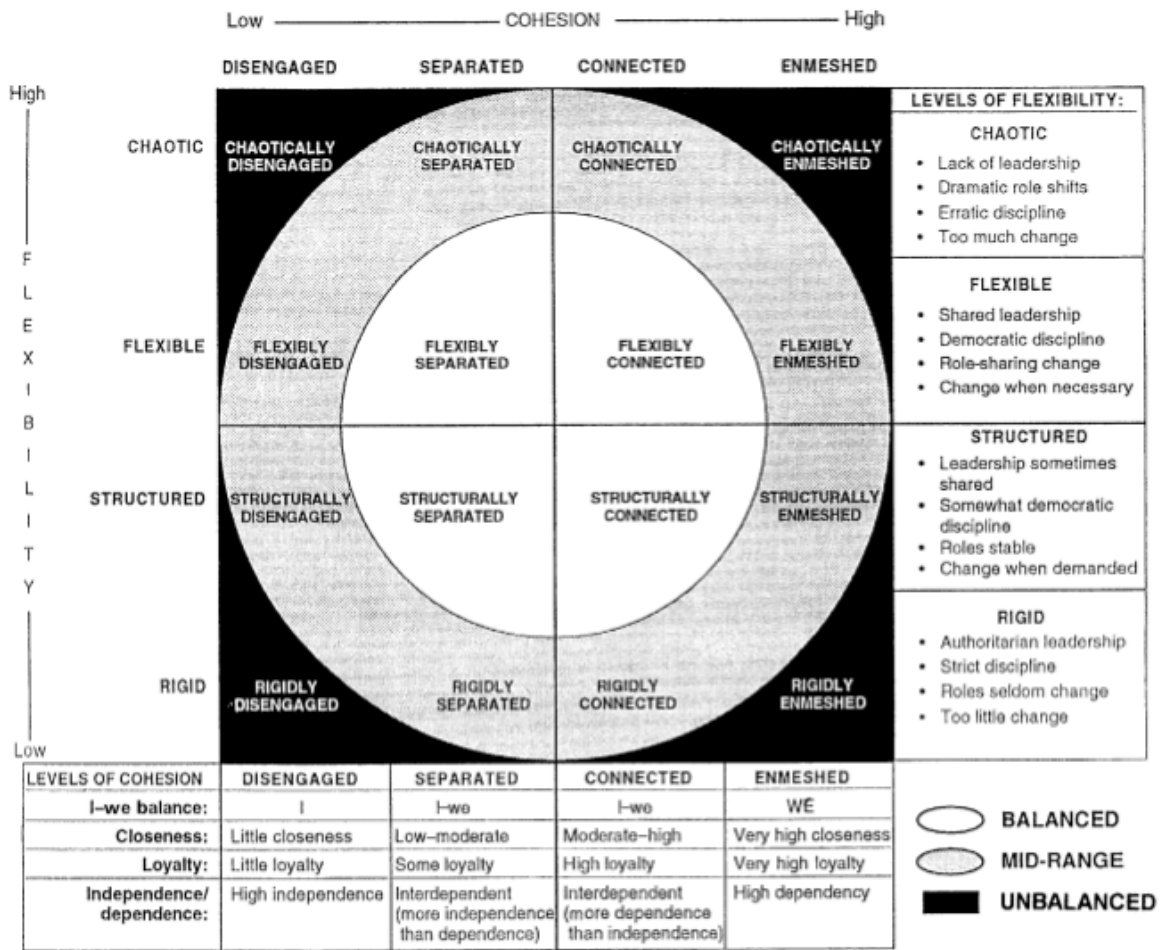 Low COHESION High
DISENGAGED SEPARATED CONNECTED ENMESHED
High
FLEXIBILITY
Low
CHAOTIC
CHAOTICALLY
DISENGAGED
CHAOTICALLY
SEPARATED
CHAOTICALLY
CONNECTED
CHAOTICALLY
ENMESHED
FLEXIBLE
FLEXIBLY
DISENGAGED
FLEXIBLY
SEPARATED
FLEXIBLY
CONNECTED
FLEXIBLY
ENMESHED
STRUCTURED
STRUCTURALLY
DISENGAGED
STRUCTURALLY
SEPARATED
STRUCTURALLY
CONNECTED
STRUCTURALLY
ENMESHED
RIGID
RIGIDLY
DISENGAGED
RIGIDLY
SEPARATED
RIGIDLY
CONNECTED
RIGIDLY
ENMESHED
LEVELS OF FLEXIBILITY:
CHAOTIC
• Lack of leadership
• Dramatic role shifts
• Erratic discipline
• Too much change
FLEXIBLE
• Shared leadership
• Democratic discipline
• Role-sharing change
• Change when necessary
STRUCTURED
• Leadership sometimes
shared
• Somewhat democratic
discipline
• Roles stable
• Change when demanded
RIGID
• Authoritarian leadership
• Strict discipline
• Roles seldom change
• Too little change
LEVELS OF COHESION DISENGAGED SEPARATED CONNECTED ENMESHED
I–we balance: I I–we I–we WE
Closeness: Little closeness Low–moderate Moderate–high Very high closeness
Loyalty: Little loyalty Some loyalty High loyalty Very high loyalty
Independence/
dependence:
High independence
Interdependent
(more independence
than dependence)
Interdependent
(more dependence
than independence)
High dependency
BALANCED
MID-RANGE
UNBALANCED